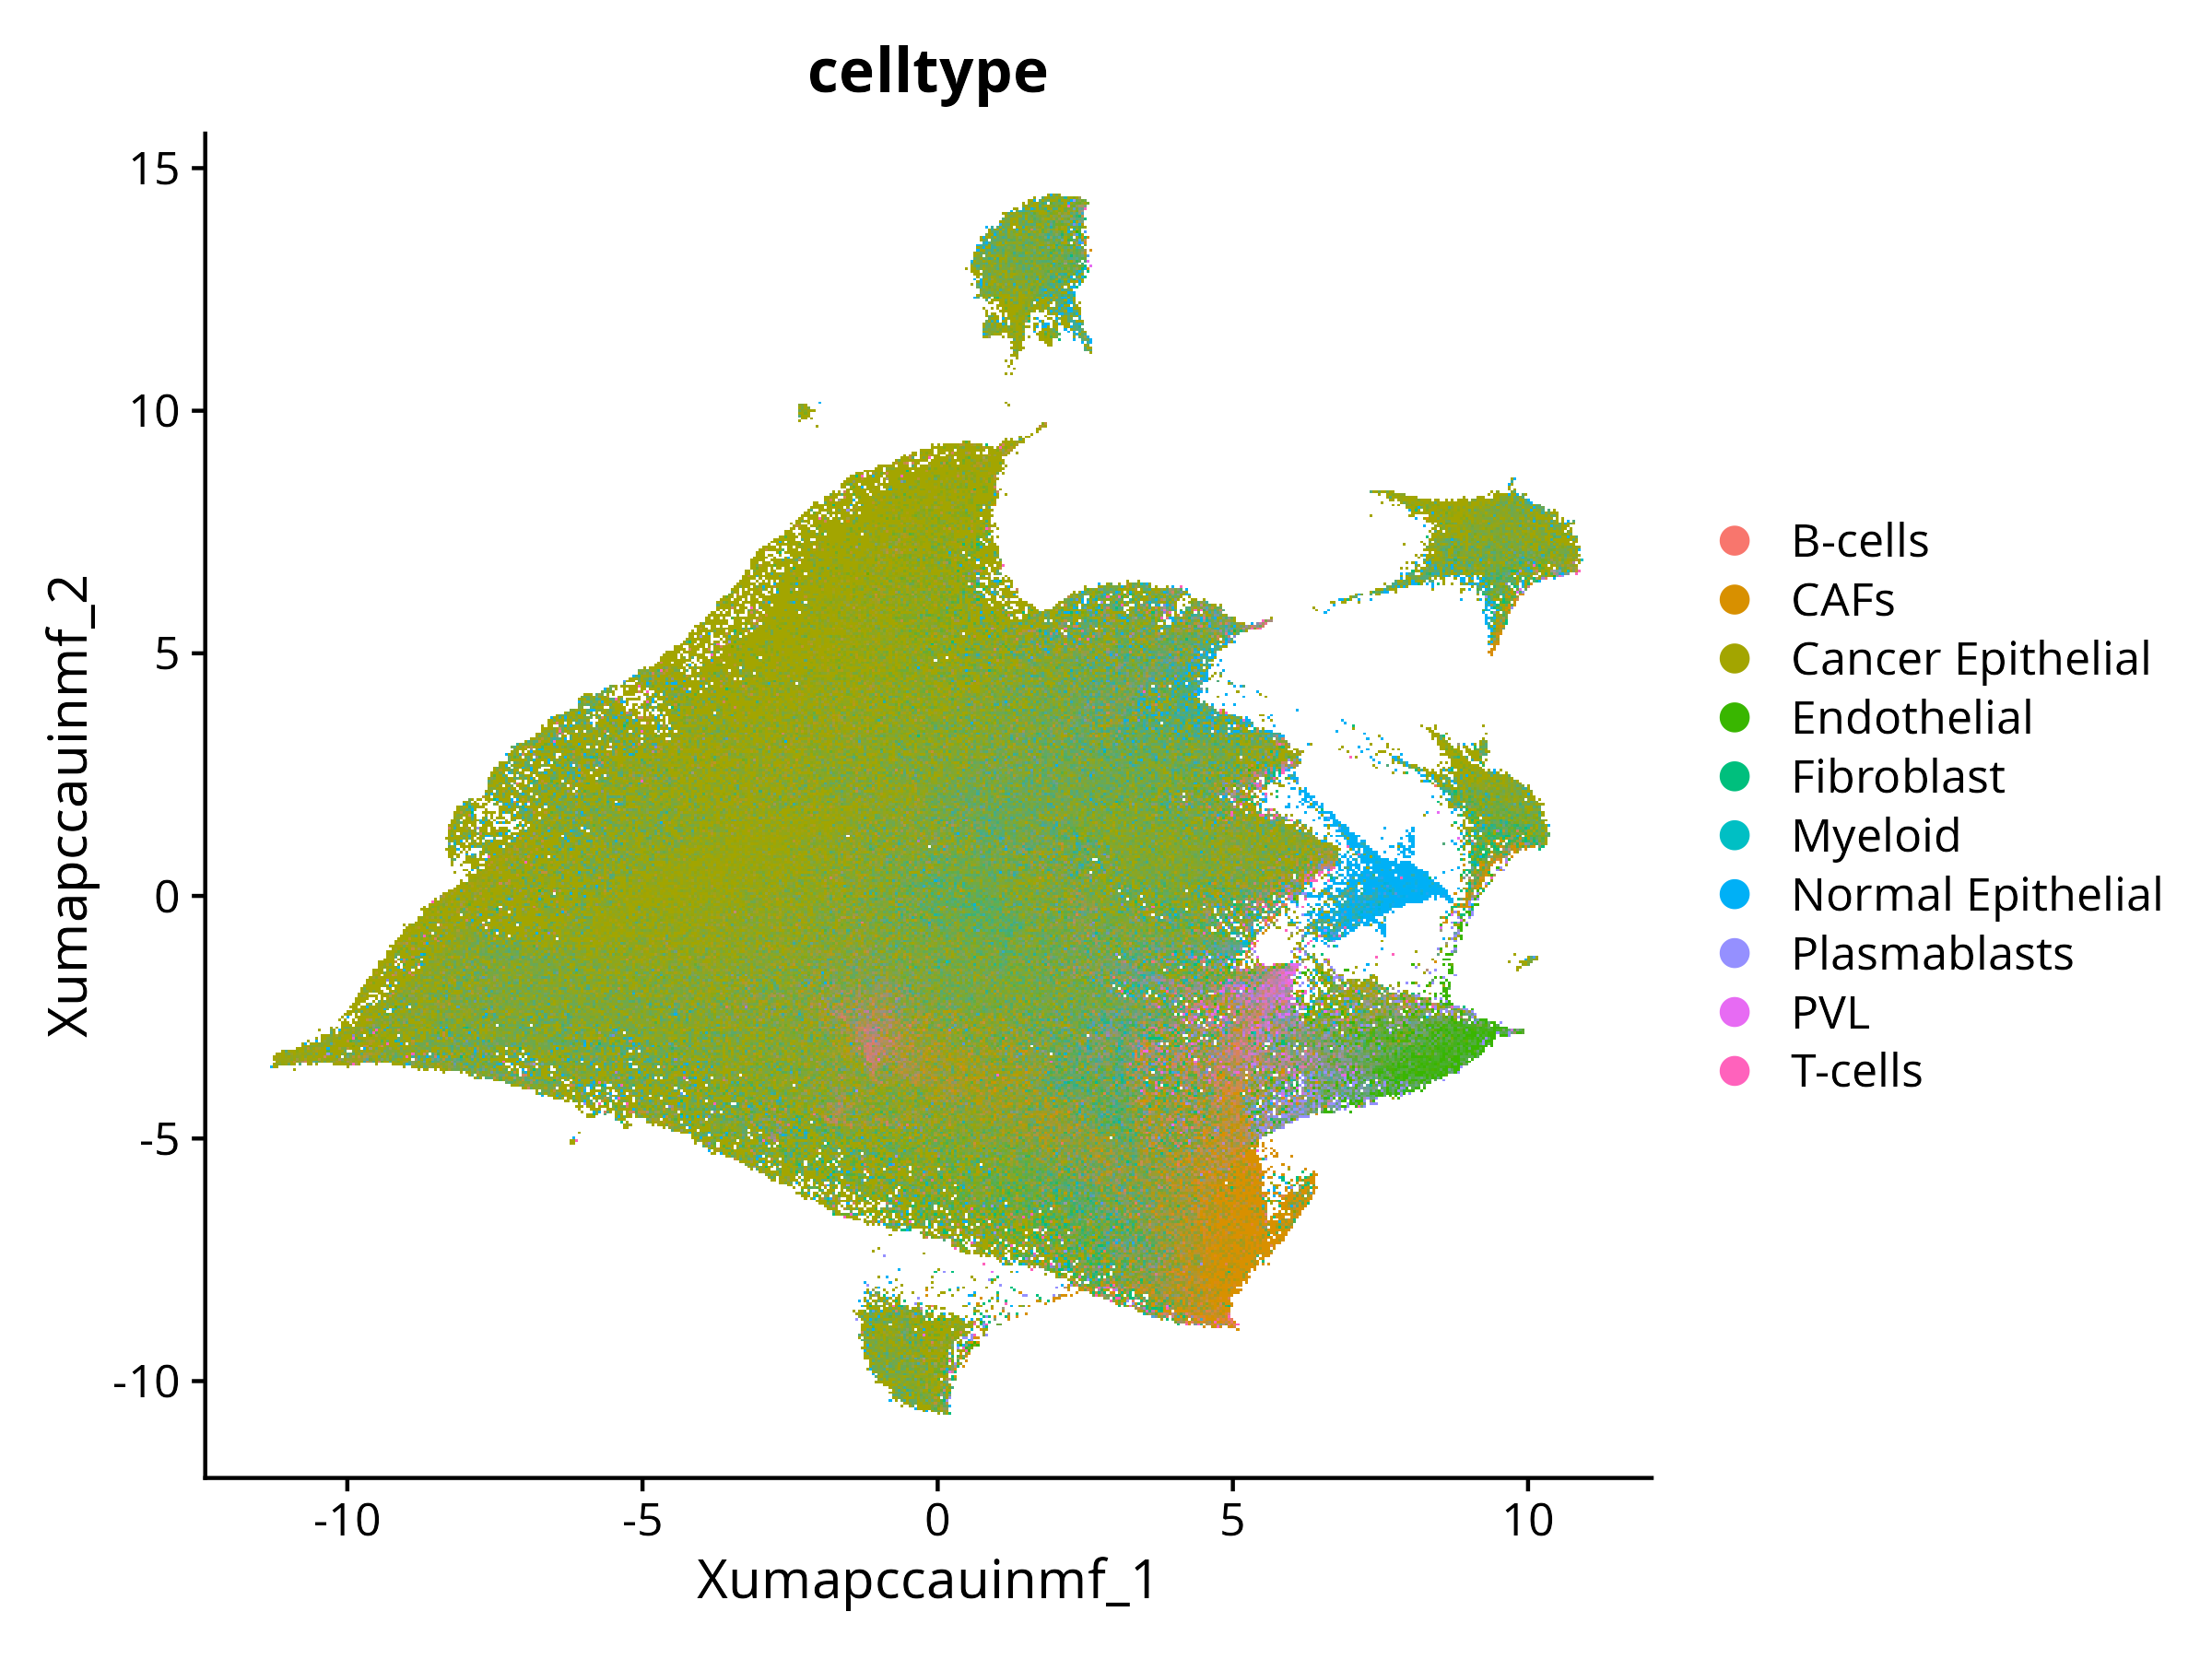 celltype
15
10
5
0
-5
-10
Xumapccauinmf_2
-10
-5
0
5
10
Xumapccauinmf_1
B-cells
CAFs
Cancer Epithelial
Endothelial
Fibroblast
Myeloid
Normal Epithelial
Plasmablasts
PVL
T-cells